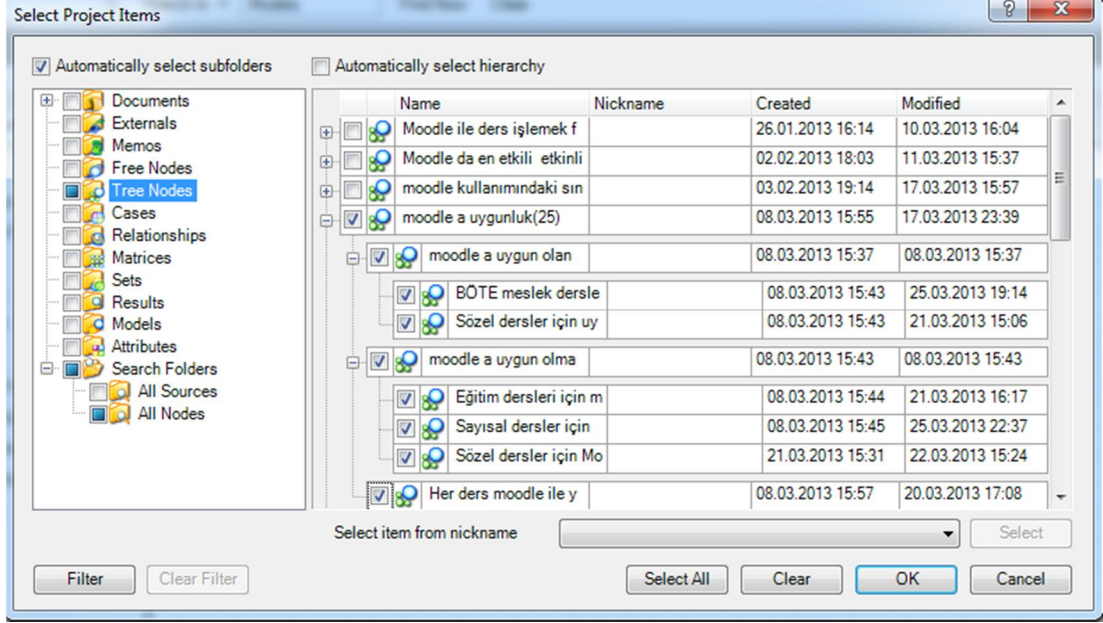 Select Project Items
Automatically select subfolders
Automatically select hierarchy
Documents
Externals
Memos
Free Nodes
Tree Nodes
Cases
Relationships
Matrices
Sets
Results
Models
Attributes
Search Folders
All Sources
All Nodes
Name Nickname Created Modified
Moodle ile ders işlemek f 26.01.2013 16:14 10.03.2013 16:04
Moodle da en etkili etkinli 02.02.2013 18:03 11.03.2013 15:37
moodle kullanımındaki sın 03.02.2013 19:14 17.03.2013 15:57
moodle a uygunluk(25) 08.03.2013 15:55 17.03.2013 23:39
moodle a uygun olan 08.03.2013 15:37 08.03.2013 15:37
BÖTE meslek dersle 08.03.2013 15:43 25.03.2013 19:14
Sözel dersler için uy 08.03.2013 15:43 21.03.2013 15:06
moodle a uygun olma 08.03.2013 15:43 08.03.2013 15:43
Eğitim dersleri için m 08.03.2013 15:44 21.03.2013 16:17
Sayısal dersler için 08.03.2013 15:45 25.03.2013 22:37
Sözel dersler için Mo 21.03.2013 15:31 22.03.2013 15:24
Her ders moodle ile y 08.03.2013 15:57 20.03.2013 17:08
Select item from nickname Select
Filter Clear Filter Select All Clear OK Cancel